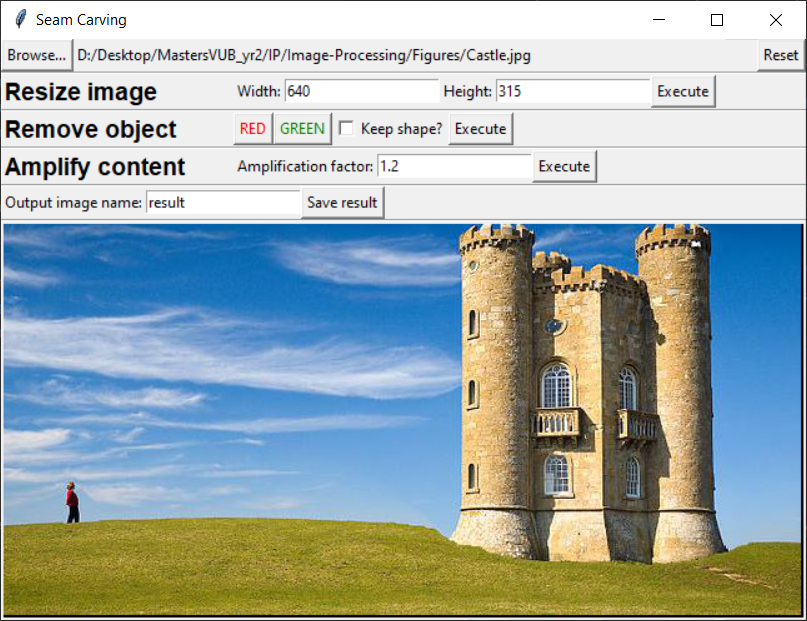 Seam Carving
Browse... D:/Desktop/MastersVUB_yr2/IP/Image-Processing/Figures/Castle.jpg Reset
Resize image Width: 640 Height: 315 Execute
Remove object RED GREEN Keep shape? Execute
Amplify content Amplification factor: 1.2 Execute
Output image name: result Save result